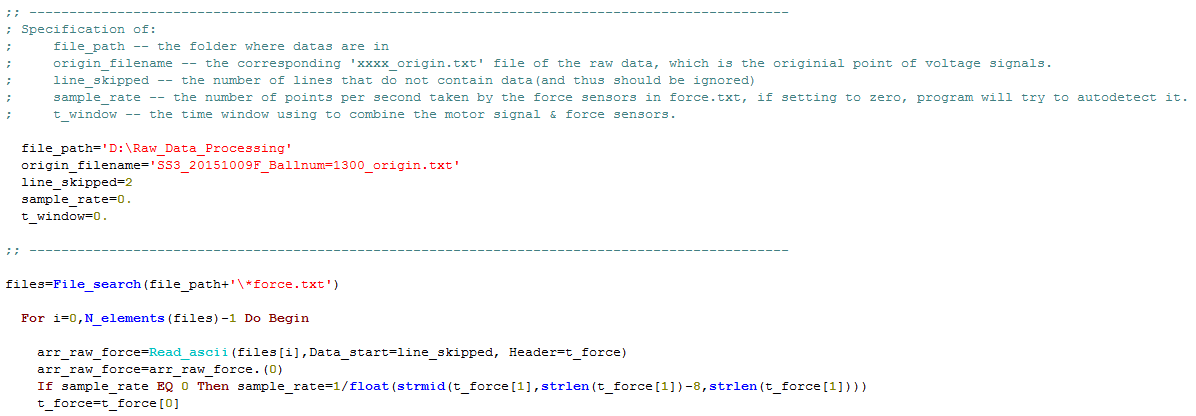 ;; -----------------------------------------------------------------------------------------------
; Specification of:
;     file_path -- the folder where datas are in
;     origin_filename -- the corresponding 'xxxx_origin.txt' file of the raw data, which is the originial point of voltage signals.
;     line_skipped -- the number of lines that do not contain data(and thus should be ignored)
;     sample_rate -- the number of points per second taken by the force sensors in force.txt, if setting to zero, program will try to autodetect it.
;     t_window -- the time window using to combine the motor signal & force sensors.
  file_path='D:\Raw_Data_Processing'
  origin_filename='SS3_20151009F_Ballnum=1300_origin.txt'
  line_skipped=2
  sample_rate=0.
  t_window=0.
;; -----------------------------------------------------------------------------------------------
files=File_search(file_path+'\*force.txt')
  For i=0,N_elements(files)-1 Do Begin
    arr_raw_force=Read_ascii(files[i],Data_start=line_skipped, Header=t_force)
    arr_raw_force=arr_raw_force.(0)
    If sample_rate EQ 0 Then sample_rate=1/float(strmid(t_force[1],strlen(t_force[1])-8,strlen(t_force[1])))
    t_force=t_force[0]